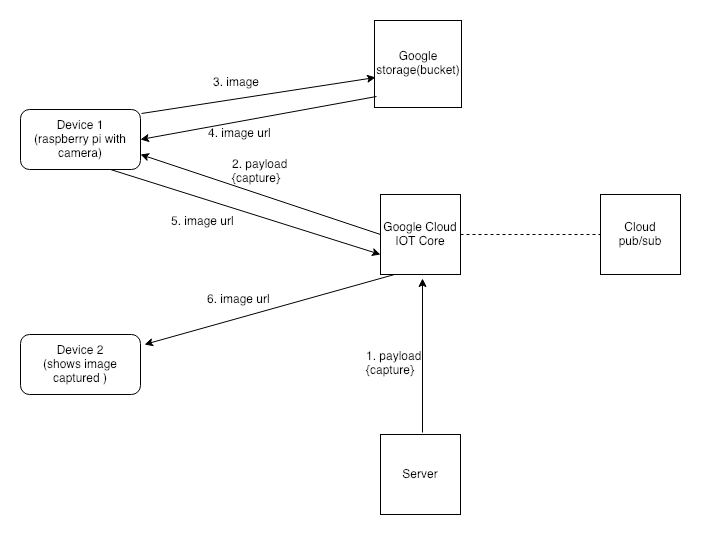 Google
storage(bucket)
3. image
Device 1
(raspberry pi with
camera)
4. image url
2. payload
{capture}
5. image url
Google Cloud
IOT Core
Cloud
pub/sub
6. image url
Device 2
(shows image
captured )
1. payload
{capture}
Server